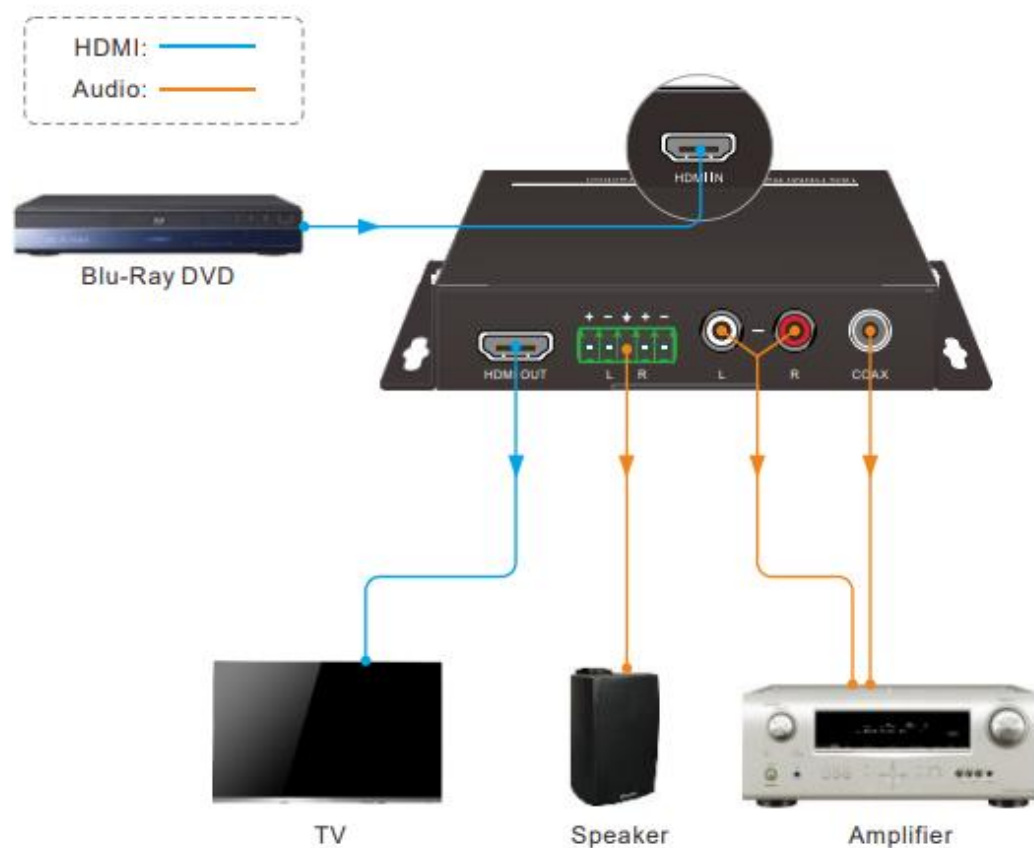 HDMI:
Audio:
HDMI IN
Blu-Ray DVD
+ - + -
HDMI OUT
L R
L - R
COAX
TV
Speaker
Amplifier